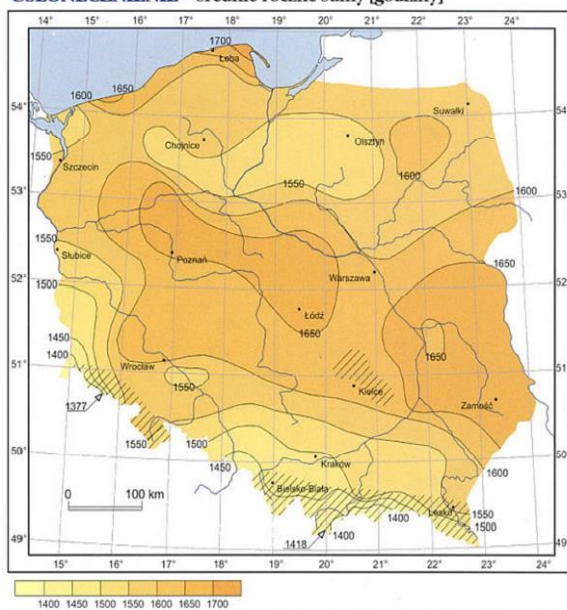 USŁONECZNIENIE - średnie roczne sumy [godziny]
14° 15° 16° 17° 18° 19° 20° 21° 22° 23° 24°
1700
Łeba
1600
1650
54°
54°
Suwałki
1550
Chojnice
Olsztyn
Szczecin
1550
1600
53°
53°
1600
1550
1650
Słubice
Poznań
Warszawa
52°
52°
1500
Łódź
1650
1450
1650
1400
51°
51°
Wrocław
1550
Kielce
Zamość
1377
1550
1500
50°
50°
1450
Kraków
1600
0 100 km
Bielsko-Biała
Lesko
1550
1400
1500
1400
1418
49°
49°
15° 16° 17° 18° 19° 20° 21° 22° 23°
1400 1450 1500 1550 1600 1650 1700